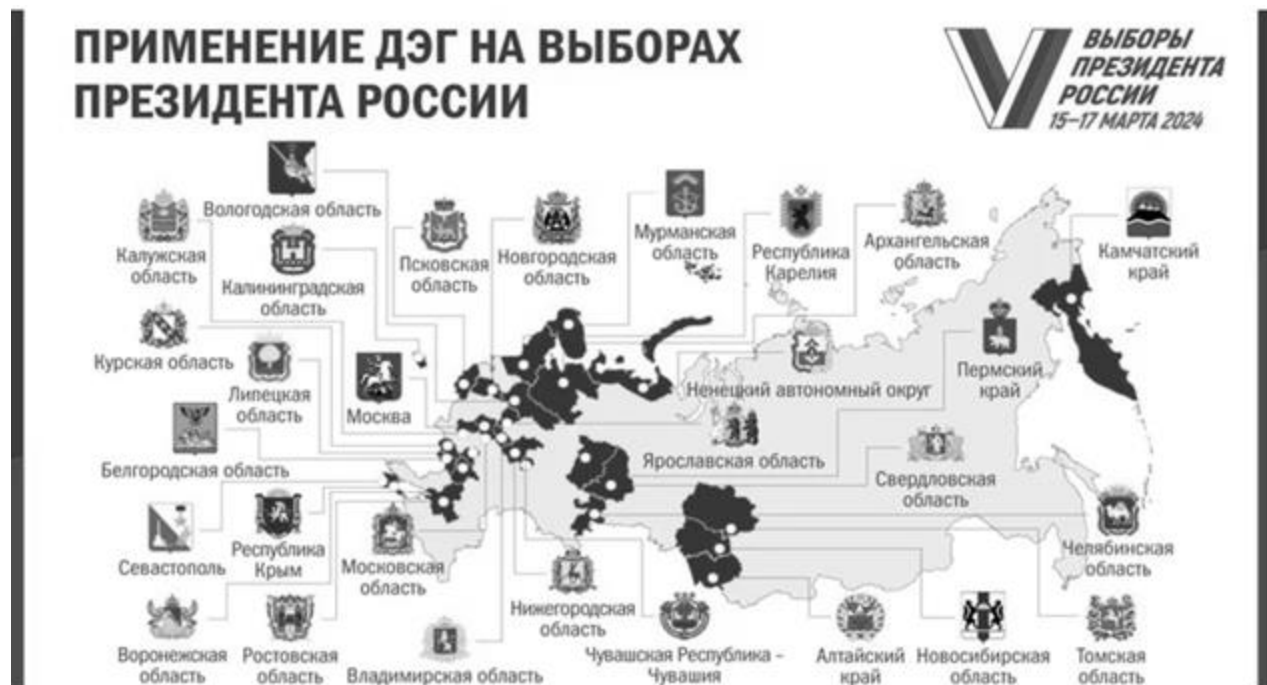 ПРИМЕНЕНИЕ ДЭГ НА ВЫБОРАХ
ПРЕЗИДЕНТА РОССИИ
ВЫБОРЫ
ПРЕЗИДЕНТА
РОССИИ
15–17 МАРТА 2024
Вологодская область
Калужская
область
Калининградская
область
Псковская
область
Новгородская
область
Мурманская
область
Республика
Карелия
Архангельская
область
Камчатский
край
Курская область
Липецкая
область
Москва
Ненецкий автономный округ
Пермский
край
Белгородская область
Ярославская область
Свердловская
область
Севастополь
Республика
Крым
Московская
область
Нижегородская
область
Челябинская
область
Воронежская
область
Ростовская
область
Владимирская область
Чувашская Республика –
Чувашия
Алтайский
край
Новосибирская
область
Томская
область